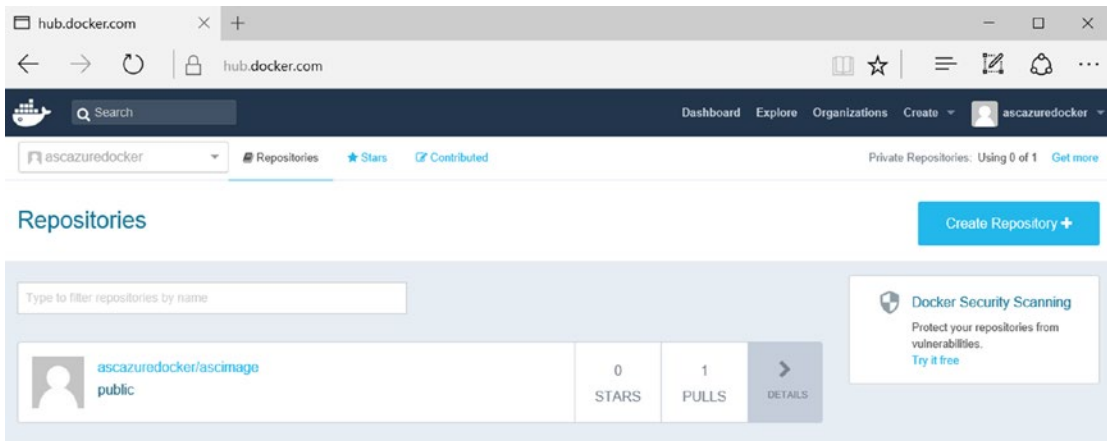 hub.docker.com
hub.docker.com
Search
Dashboard Explore Organizations Create ascazuredocker
ascazuredocker Repositories Stars Contributed Private Repositories: Using 0 of 1 Get more
Repositories
Create Repository
Type to filter repositories by name
ascazuredocker/ascimage
public
0
STARS
1
PULLS
DETAILS
Docker Security Scanning
Protect your repositories from
vulnerabilities.
Try it free